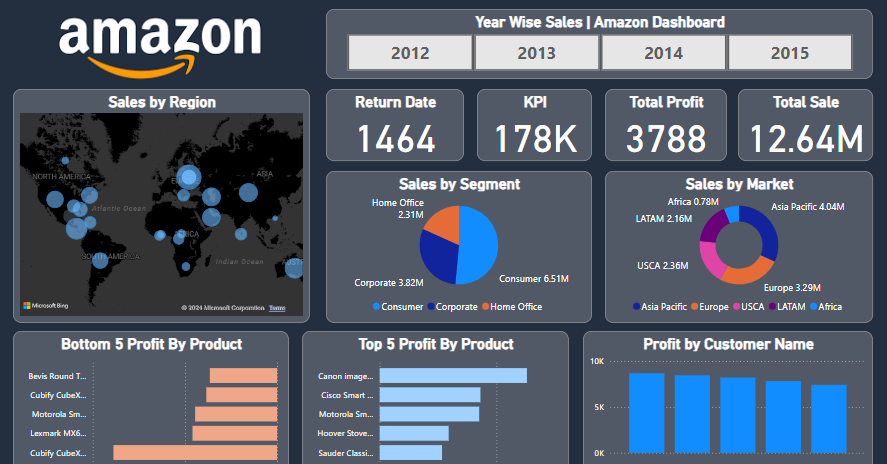 amazon
Year Wise Sales | Amazon Dashboard
2012 2013 2014 2015
Sales by Region
NORTH AMERICA
Atlantic Ocean
ASIA
SOUTH AMERICA
Indian Ocean
Microsoft Bing
© 2024 Microsoft Corporation Terms
Return Date
1464
KPI
178K
Total Profit
3788
Total Sale
12.64M
Sales by Segment
Home Office
2.31M
Corporate 3.82M
Consumer 6.51M
Consumer Corporate Home Office
Sales by Market
Africa 0.78M
Asia Pacific 4.04M
LATAM 2.16M
USCA 2.36M
Europe 3.29M
Asia Pacific Europe USCA LATAM Africa
Bottom 5 Profit By Product
Bevis Round T...
Cubify CubeX...
Motorola Sm...
Lexmark MX6...
Cubify CubeX...
Top 5 Profit By Product
Canon image...
Cisco Smart ...
Motorola Sm...
Hoover Stove...
Sauder Classi...
Profit by Customer Name
10K
5K
0K